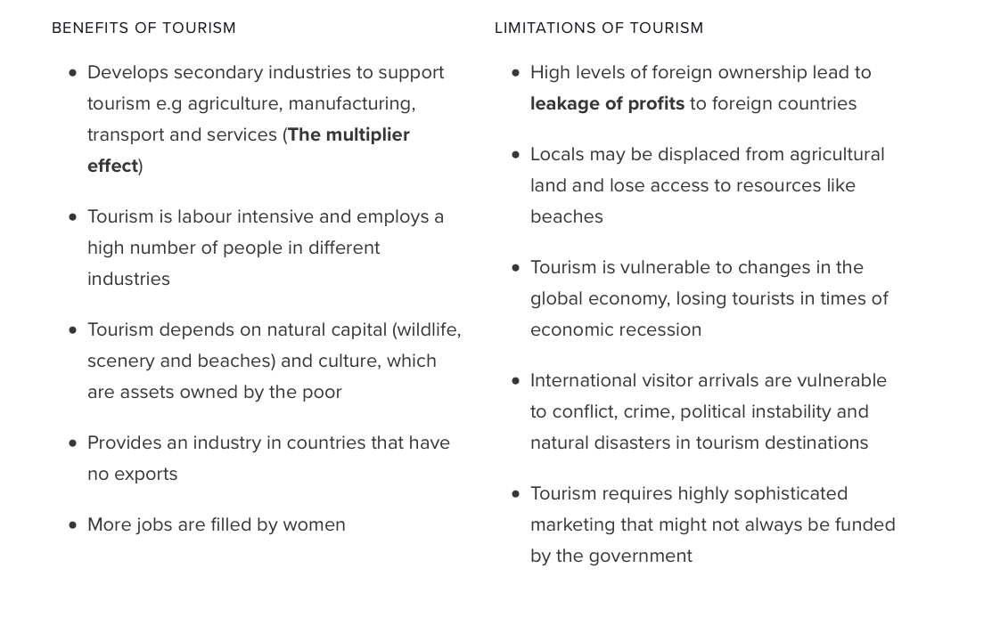 BENEFITS OF TOURISM
• Develops secondary industries to support
tourism e.g agriculture, manufacturing,
transport and services (The multiplier
effect)
• Tourism is labour intensive and employs a
high number of people in different
industries
• Tourism depends on natural capital (wildlife,
scenery and beaches) and culture, which
are assets owned by the poor
• Provides an industry in countries that have
no exports
• More jobs are filled by women
LIMITATIONS OF TOURISM
• High levels of foreign ownership lead to
leakage of profits to foreign countries
• Locals may be displaced from agricultural
land and lose access to resources like
beaches
• Tourism is vulnerable to changes in the
global economy, losing tourists in times of
economic recession
• International visitor arrivals are vulnerable
to conflict, crime, political instability and
natural disasters in tourism destinations
• Tourism requires highly sophisticated
marketing that might not always be funded
by the government